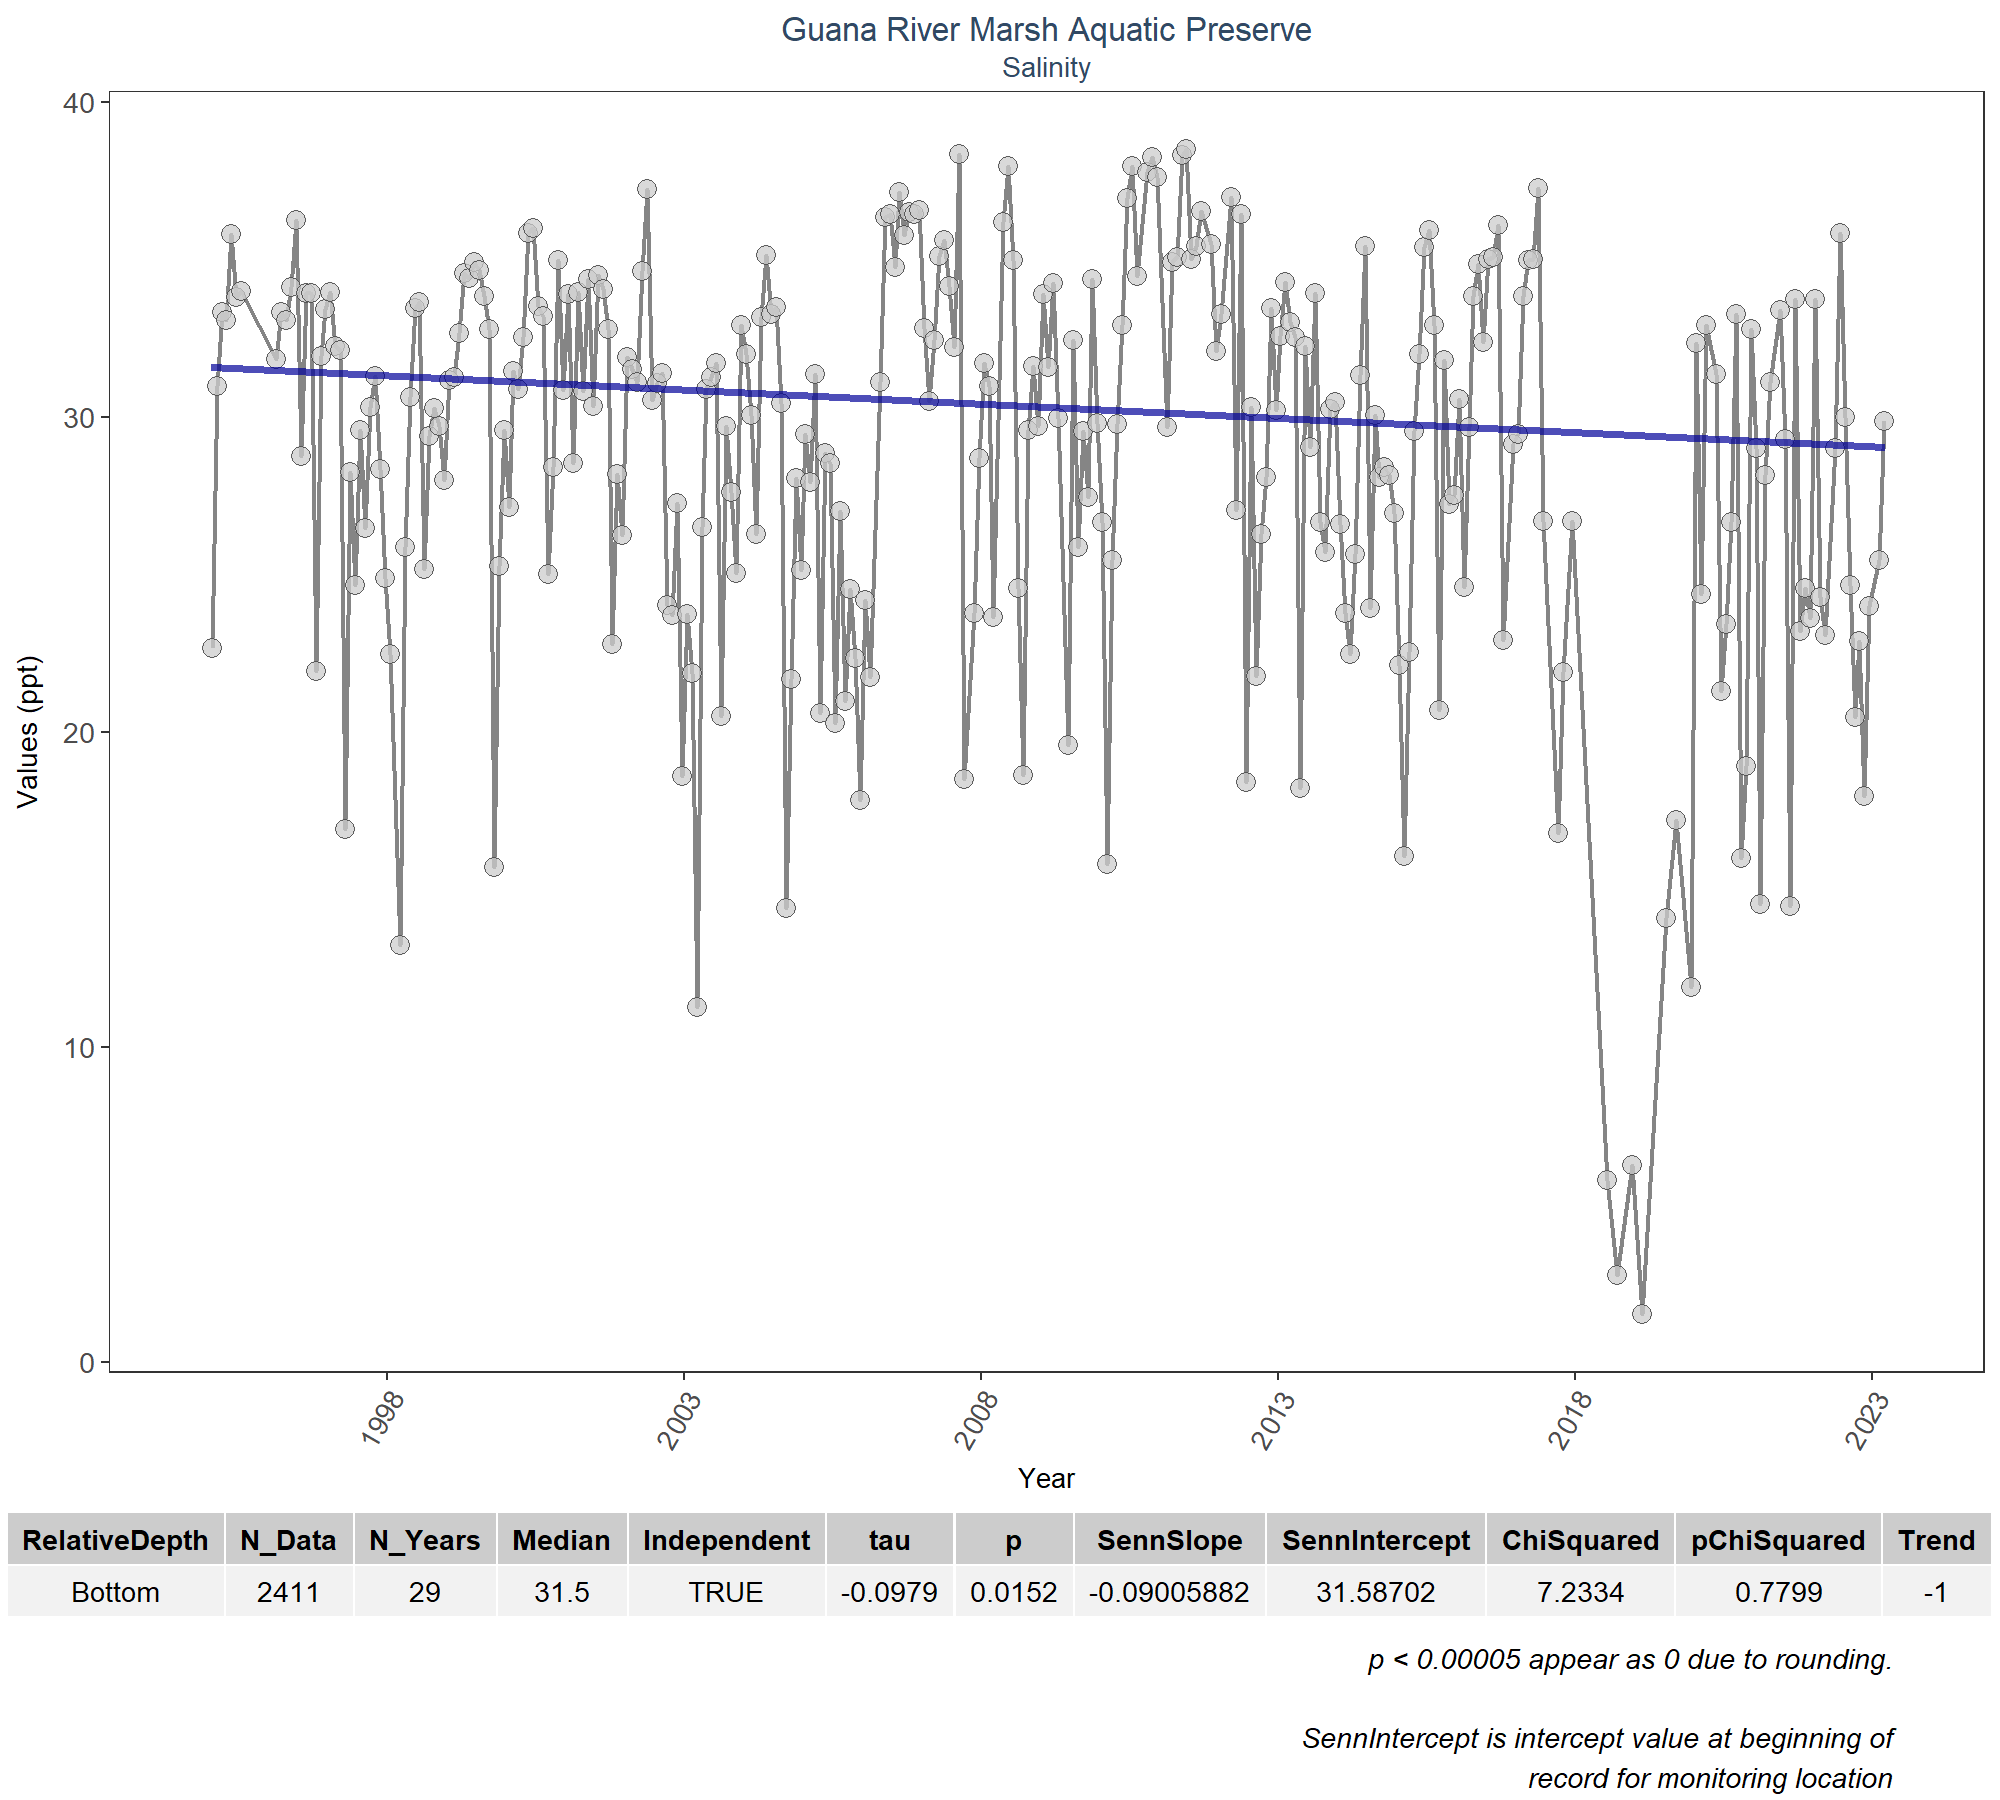 Guana River Marsh Aquatic Preserve
Salinity
40
30
20
10
0
Values (ppt)
1998
2003
2008
2013
2018
2023
Year
RelativeDepth N_Data N_Years Median Independent tau p SennSlope SennIntercept ChiSquared pChiSquared Trend
Bottom 2411 29 31.5 TRUE -0.0979 0.0152 -0.09005882 31.58702 7.2334 0.7799 -1
p < 0.00005 appear as 0 due to rounding.
SennIntercept is intercept value at beginning of
record for monitoring location